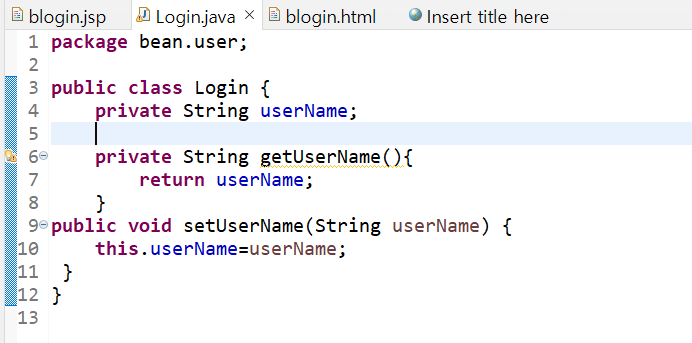 blogin.jsp Login.java blogin.html Insert title here
1 package bean.user;
2
3 public class Login {
4     private String userName;
5
6     private String getUserName(){
7         return userName;
8     }
9 public void setUserName(String userName) {
10     this.userName=userName;
11  }
12 }
13